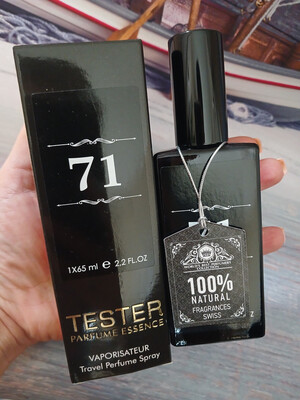 71
1X65 ml ℮ 2.2 FL.OZ
TESTER
PARFUME ESSENCE
VAPORISATEUR
Travel Perfume Spray
100%
NATURAL
FRAGRANCES
SWISS